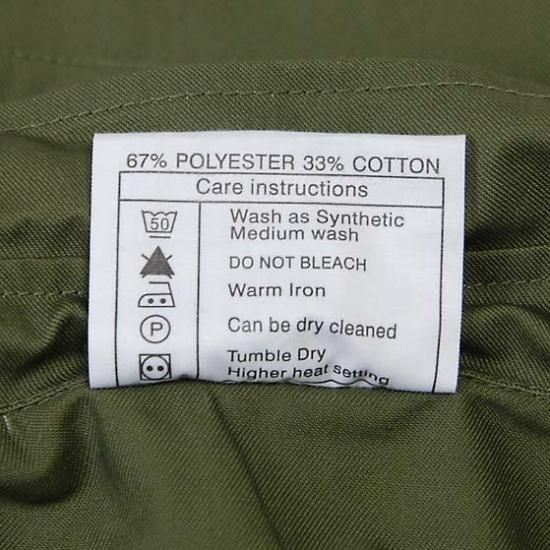 67% POLYESTER 33% COTTON
Care instructions
50
Wash as Synthetic
Medium wash
DO NOT BLEACH
Warm Iron
P
Can be dry cleaned
Tumble Dry
Higher heat setting